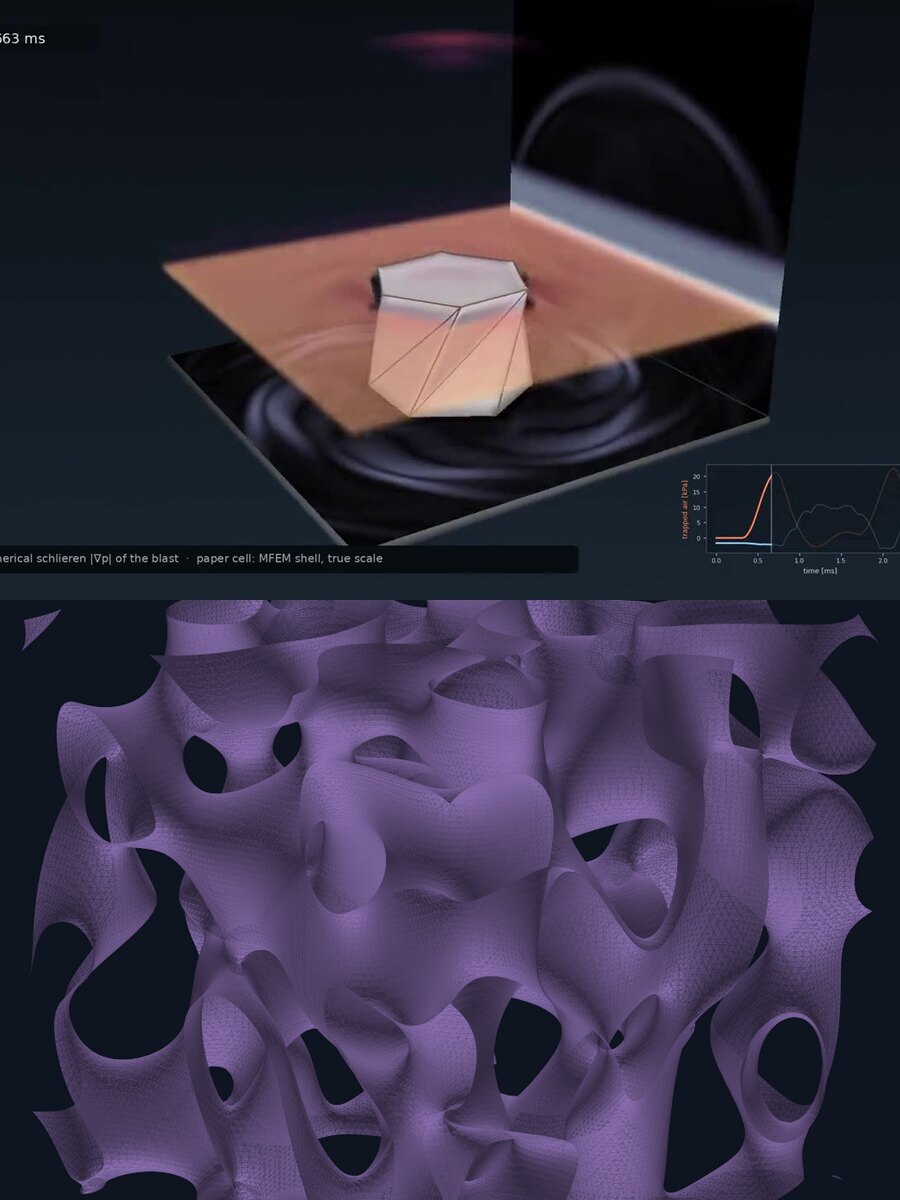 663 ms
trapped air [kPa]
20
15
10
5
0
0.0 0.5 1.0 1.5 2.0
time [ms]
herical schlieren |∇p| of the blast · paper cell: MFEM shell, true scale